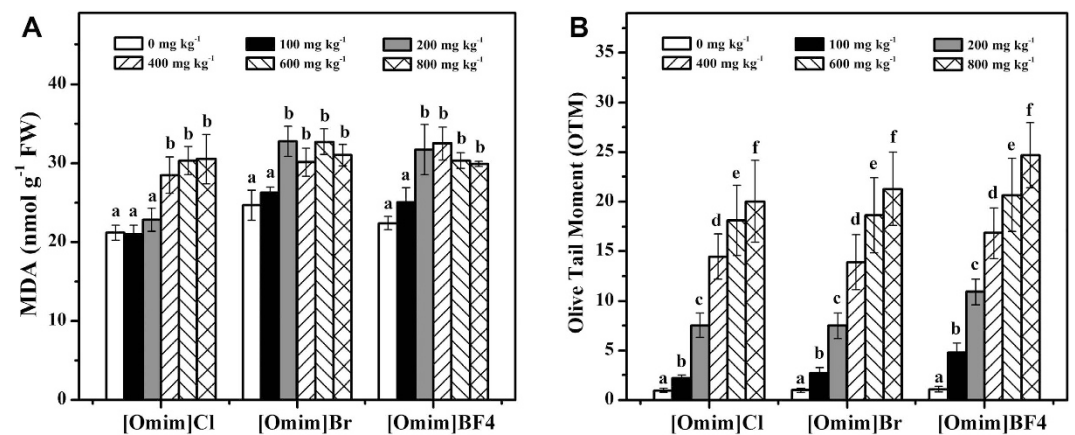 A
0 mg kg⁻¹ 100 mg kg⁻¹ 200 mg kg⁻¹
400 mg kg⁻¹ 600 mg kg⁻¹ 800 mg kg⁻¹
MDA (nmol g⁻¹ FW)
40
30
20
10
0
a a a b b b
a a b b b b
a a b b b b
[Omim]Cl [Omim]Br [Omim]BF4
B
0 mg kg⁻¹ 100 mg kg⁻¹ 200 mg kg⁻¹
400 mg kg⁻¹ 600 mg kg⁻¹ 800 mg kg⁻¹
Olive Tail Moment (OTM)
35
30
25
20
15
10
5
0
a b c d e f
a b c d e f
a b c d e f
[Omim]Cl [Omim]Br [Omim]BF4